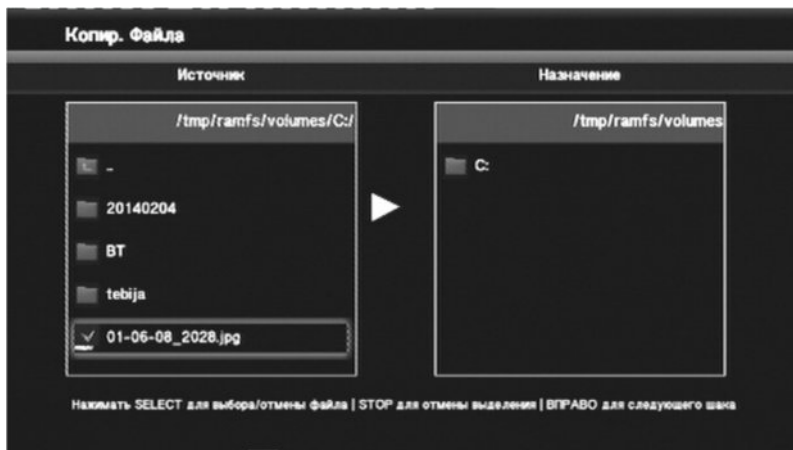 Копир. Файла
Источник
Назначение
/tmp/ramfs/volumes/C:/
/tmp/ramfs/volumes
..
C:
20140204
BT
tebija
01-06-08_2028.jpg
Нажимать SELECT для выбора/отмены файла | STOP для отмены выделения | ВПРАВО для следующего шака